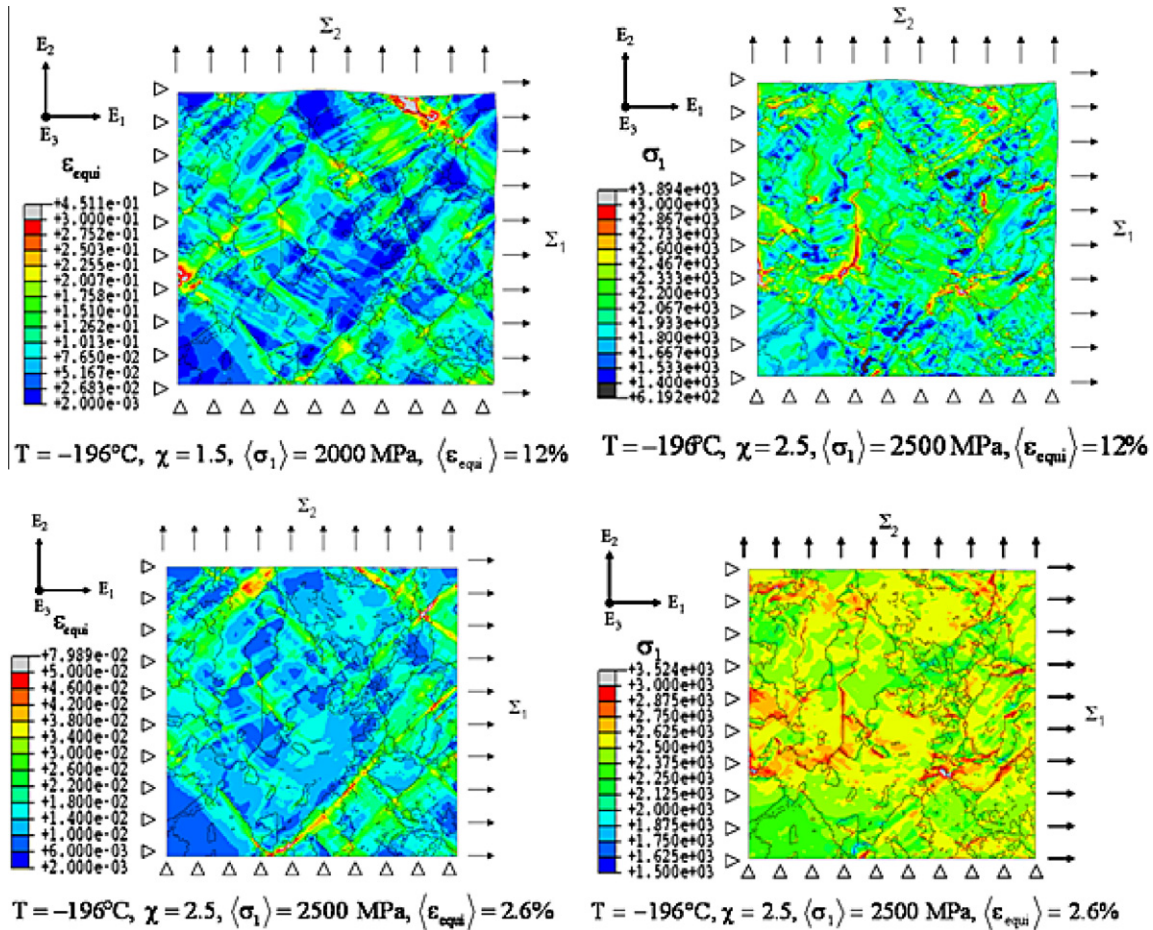 Σ2
E2
E1
E3
εequi
+4.511e-01
+3.000e-01
+2.752e-01
+2.503e-01
+2.255e-01
+2.007e-01
+1.758e-01
+1.510e-01
+1.262e-01
+1.013e-01
+7.650e-02
+5.167e-02
+2.683e-02
+2.000e-03
Σ1
T = −196°C, χ = 1.5, ⟨σ1⟩ = 2000 MPa, ⟨εequi⟩ = 12%
Σ2
E2
E1
E3
σ1
+3.894e+03
+3.000e+03
+2.867e+03
+2.733e+03
+2.600e+03
+2.467e+03
+2.333e+03
+2.200e+03
+2.067e+03
+1.933e+03
+1.800e+03
+1.667e+03
+1.533e+03
+1.400e+03
+6.192e+02
Σ1
T = −196°C, χ = 2.5, ⟨σ1⟩ = 2500 MPa, ⟨εequi⟩ = 12%
Σ2
E2
E1
E3
εequi
+7.989e-02
+5.000e-02
+4.600e-02
+4.200e-02
+3.800e-02
+3.400e-02
+3.000e-02
+2.600e-02
+2.200e-02
+1.800e-02
+1.400e-02
+1.000e-02
+6.000e-03
+2.000e-03
Σ1
T = −196°C, χ = 2.5, ⟨σ1⟩ = 2500 MPa, ⟨εequi⟩ = 2.6%
Σ2
E2
E1
E3
σ1
+3.524e+03
+3.000e+03
+2.875e+03
+2.750e+03
+2.625e+03
+2.500e+03
+2.375e+03
+2.250e+03
+2.125e+03
+2.000e+03
+1.875e+03
+1.750e+03
+1.625e+03
+1.500e+03
Σ1
T = −196°C, χ = 2.5, ⟨σ1⟩ = 2500 MPa, ⟨εequi⟩ = 2.6%